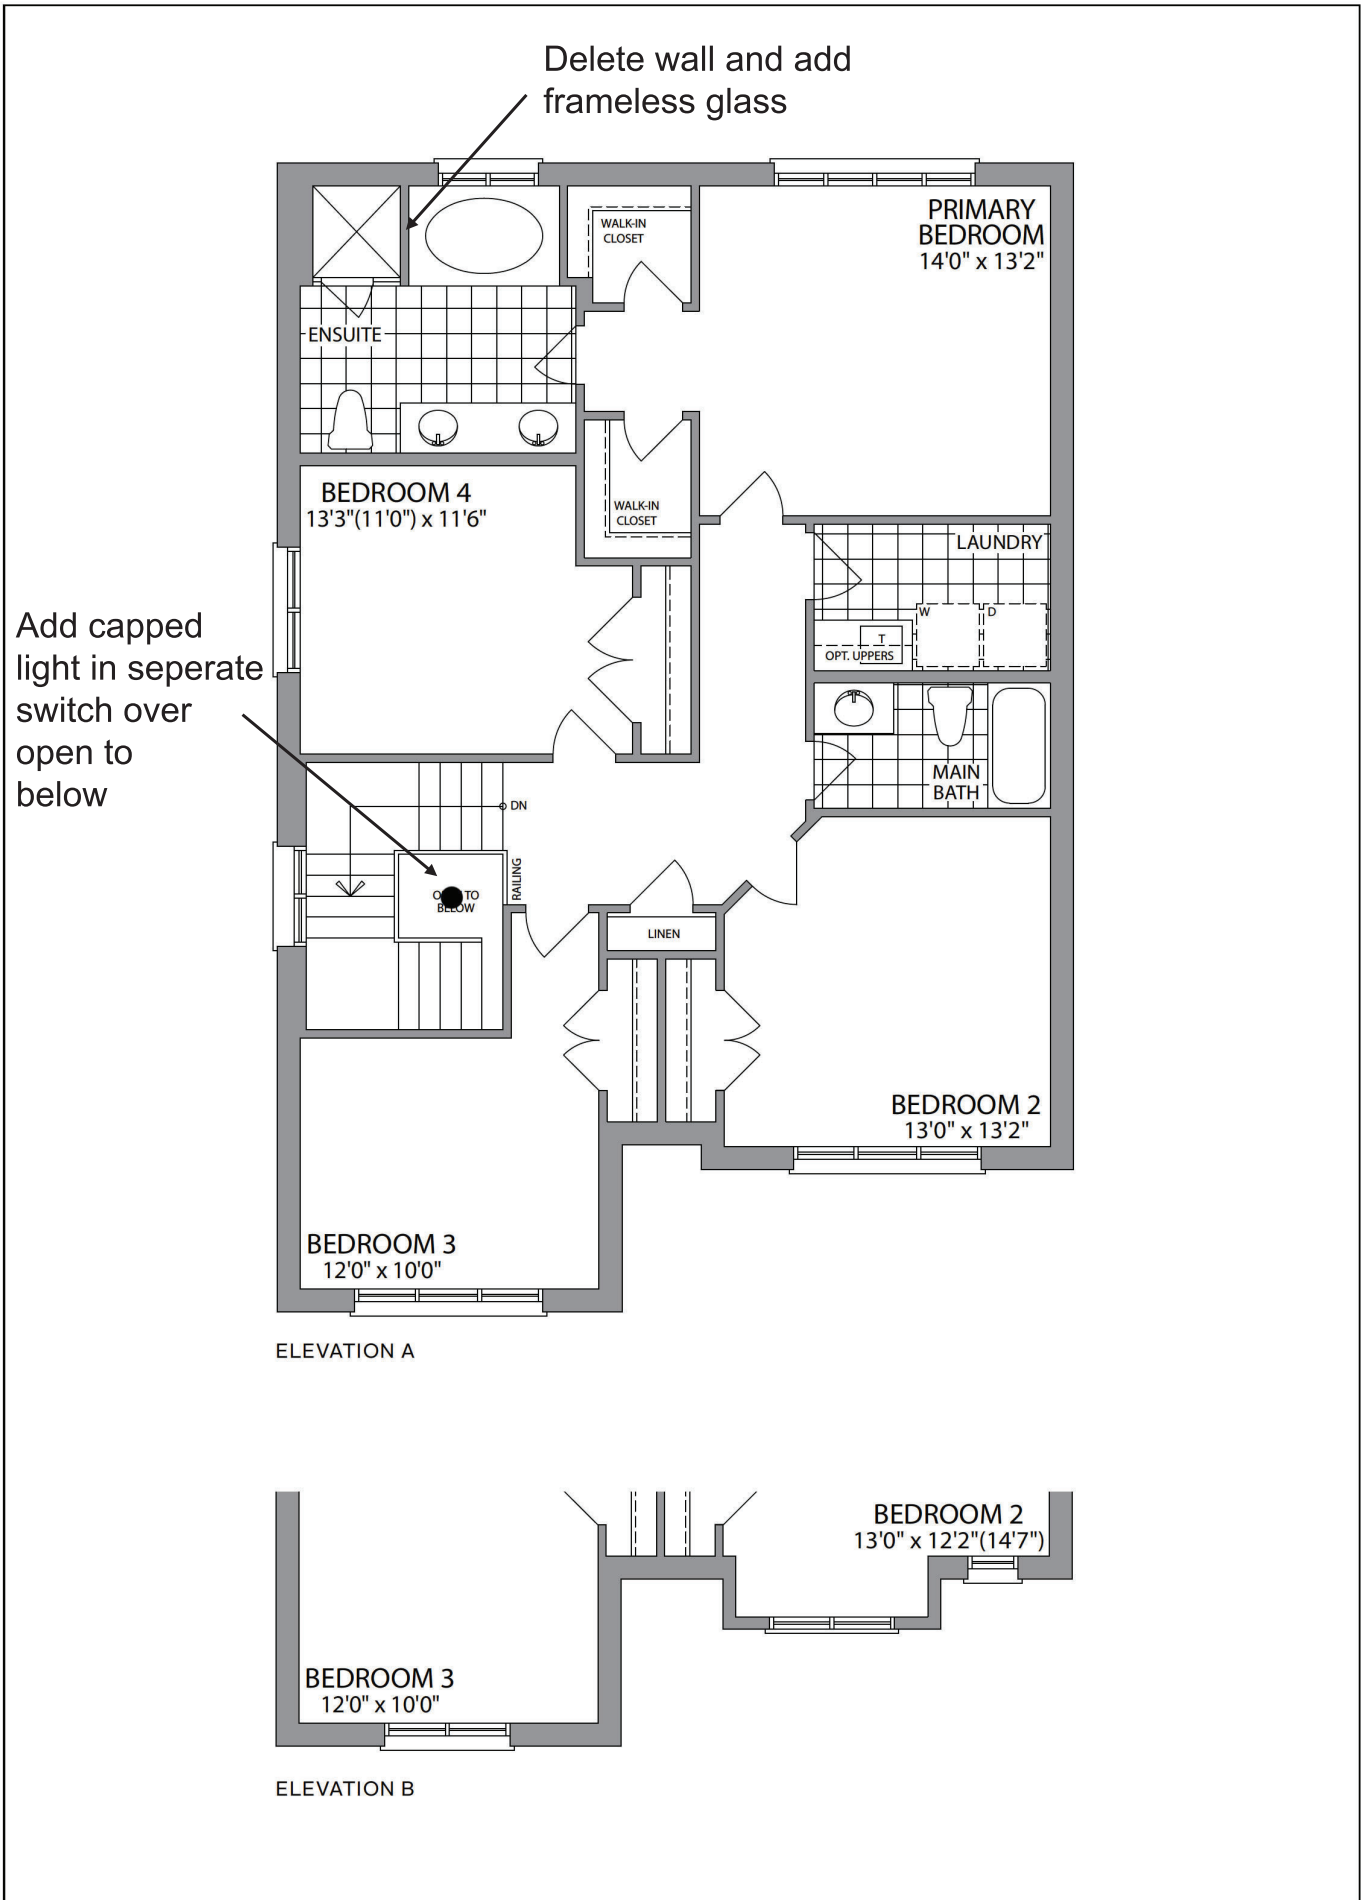 Delete wall and add
frameless glass
WALK-IN
CLOSET
PRIMARY
BEDROOM
14'0" x 13'2"
ENSUITE
BEDROOM 4
13'3"(11'0") x 11'6"
WALK-IN
CLOSET
LAUNDRY
W
D
T
OPT. UPPERS
Add capped
light in seperate
switch over
open to
below
MAIN
BATH
DN
RAILING
TO
BELOW
LINEN
BEDROOM 2
13'0" x 13'2"
BEDROOM 3
12'0" x 10'0"
ELEVATION A
BEDROOM 2
13'0" x 12'2"(14'7")
BEDROOM 3
12'0" x 10'0"
ELEVATION B